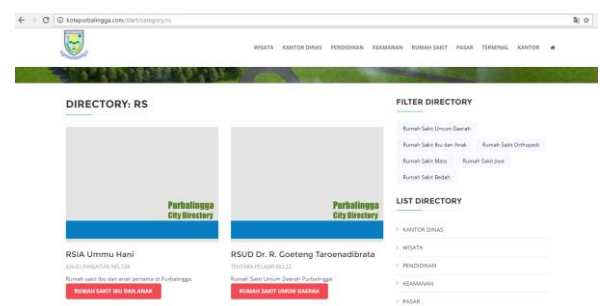 kotapurbalingga.com/start/category/rs
WISATA KANTOR DINAS PENDIDIKAN KEAMANAN RUMAH SAKIT PASAR TERMINAL KANTOR
DIRECTORY: RS
Purbalingga
City Directory
RSIA Ummu Hani
Rumah sakit ibu dan anak pertama di Purbalingga.
RUMAH SAKIT IBU DAN ANAK
Purbalingga
City Directory
RSUD Dr. R. Goeteng Taroenadibrata
TENTARA PELAJAR NO.22
Rumah Sakit Umum Daerah Purbalingga
RUMAH SAKIT UMUM DAERAH
FILTER DIRECTORY
Rumah Sakit Umum Daerah
Rumah Sakit Ibu dan Anak Rumah Sakit Orthopedi
Rumah Sakit Mata Rumah Sakit Jiwa
Rumah Sakit Bedah
LIST DIRECTORY
KANTOR DINAS
WISATA
PENDIDIKAN
KEAMANAN
PASAR